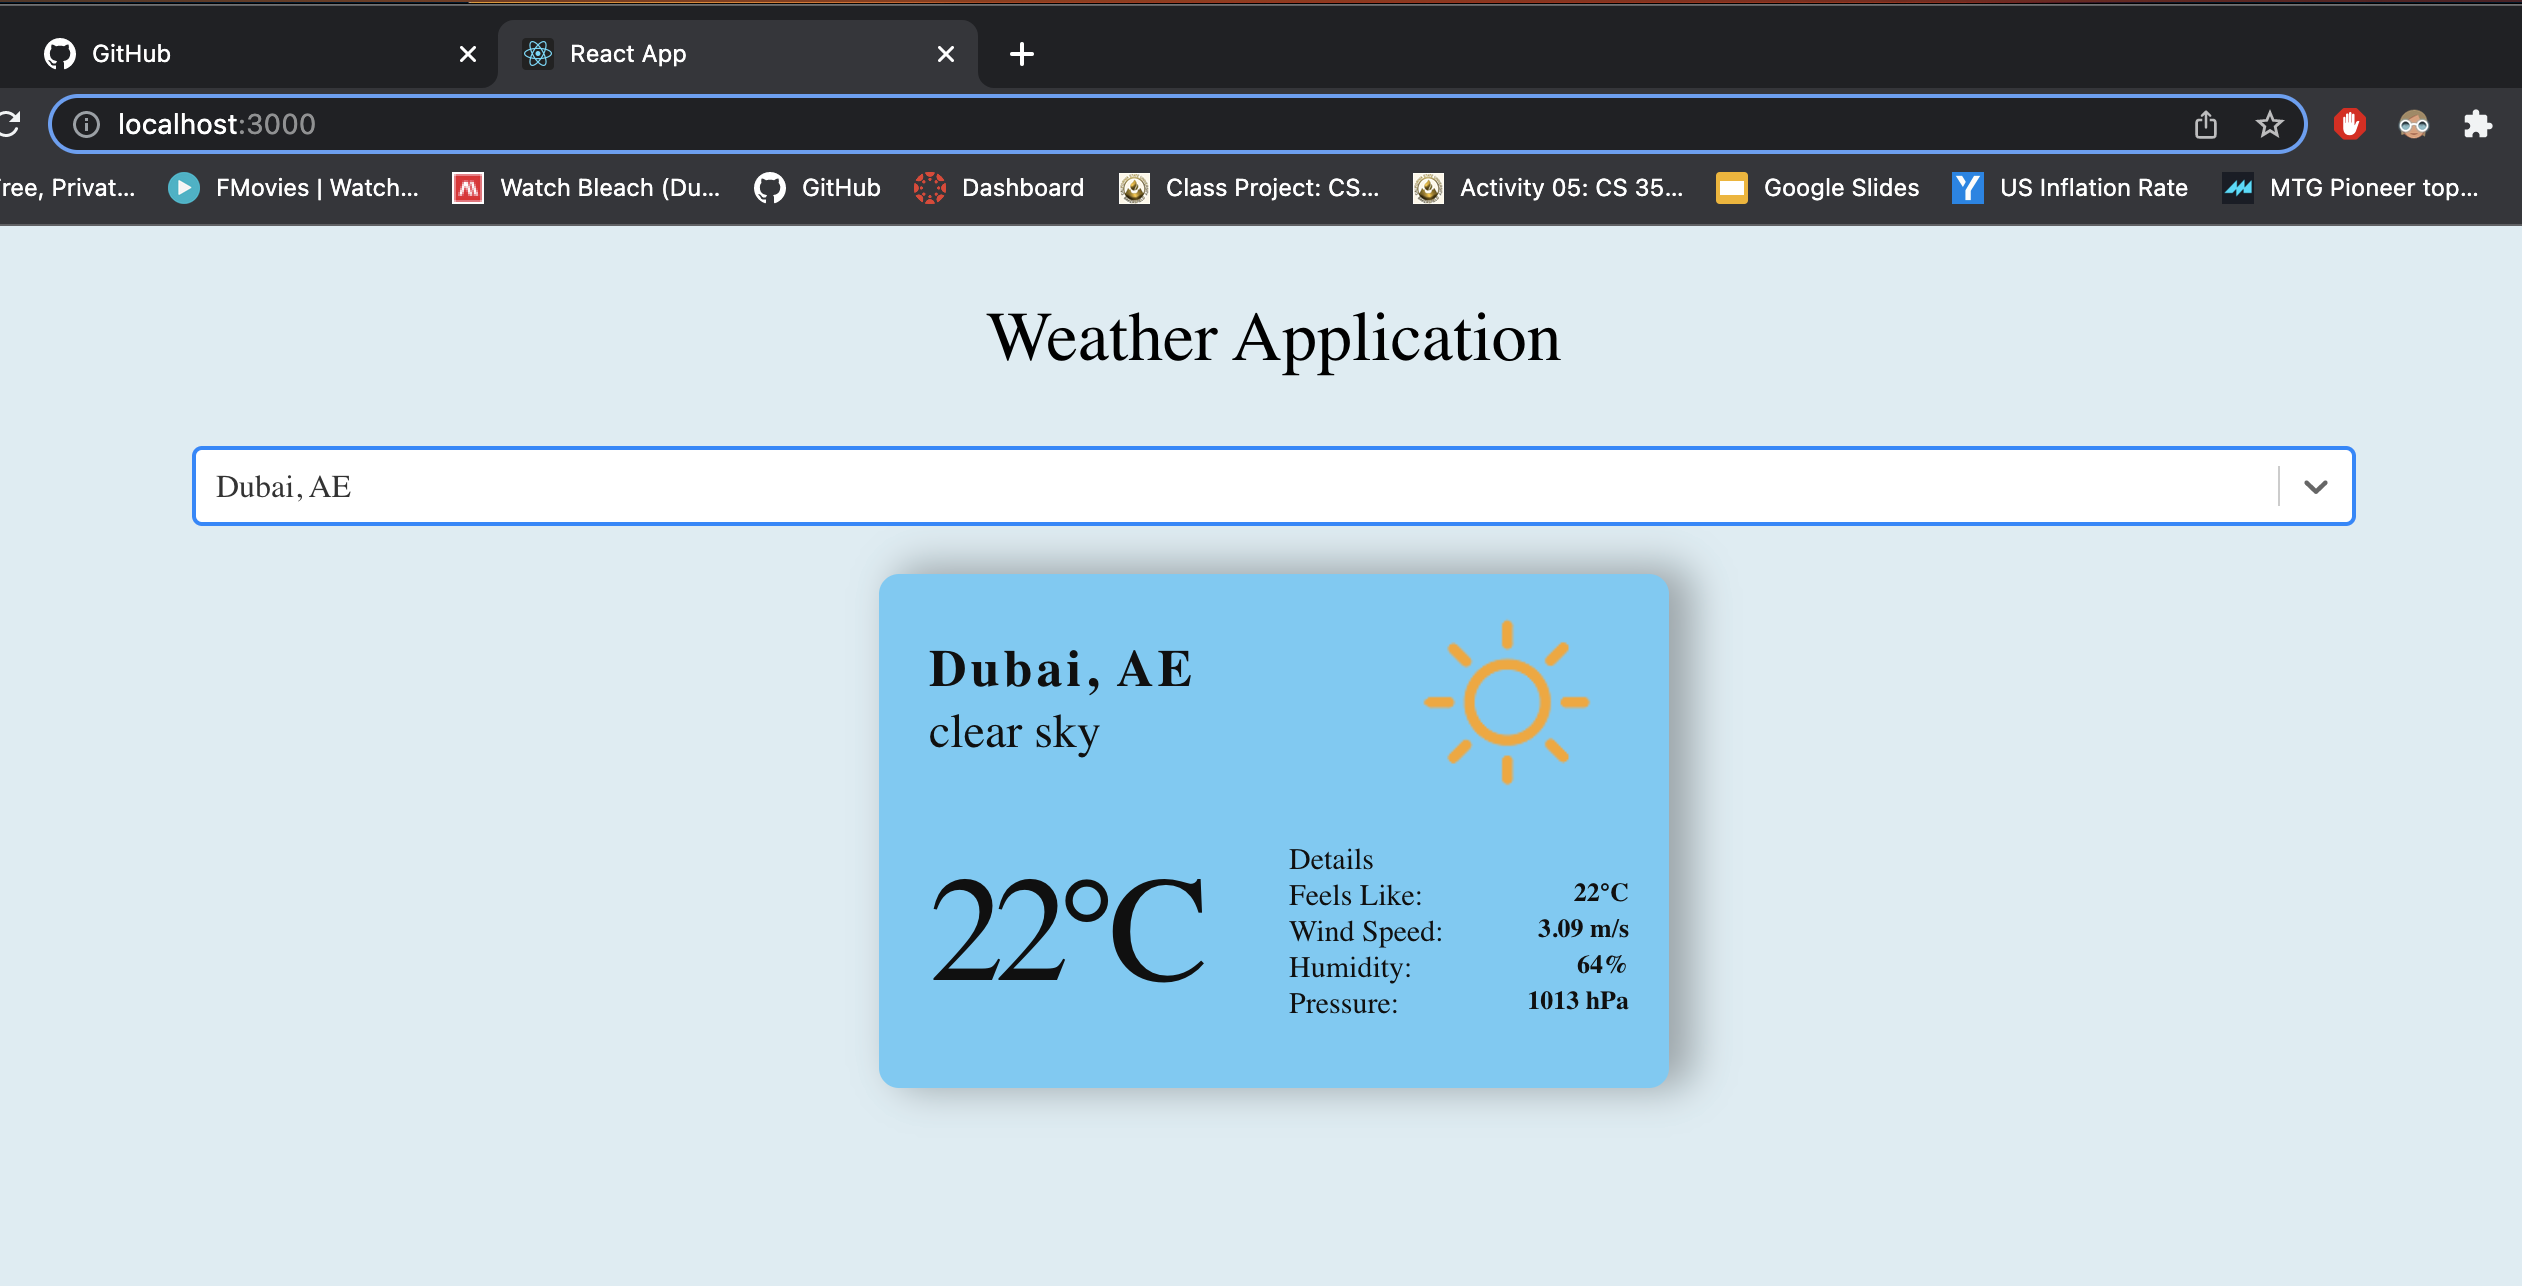 GitHub
React App
localhost:3000
ree, Privat...
FMovies | Watch...
Watch Bleach (Du...
GitHub
Dashboard
Class Project: CS...
Activity 05: CS 35...
Google Slides
US Inflation Rate
MTG Pioneer top...
Weather Application
Dubai, AE
Dubai, AE
clear sky
22°C
Details
Feels Like: 22°C
Wind Speed: 3.09 m/s
Humidity: 64%
Pressure: 1013 hPa